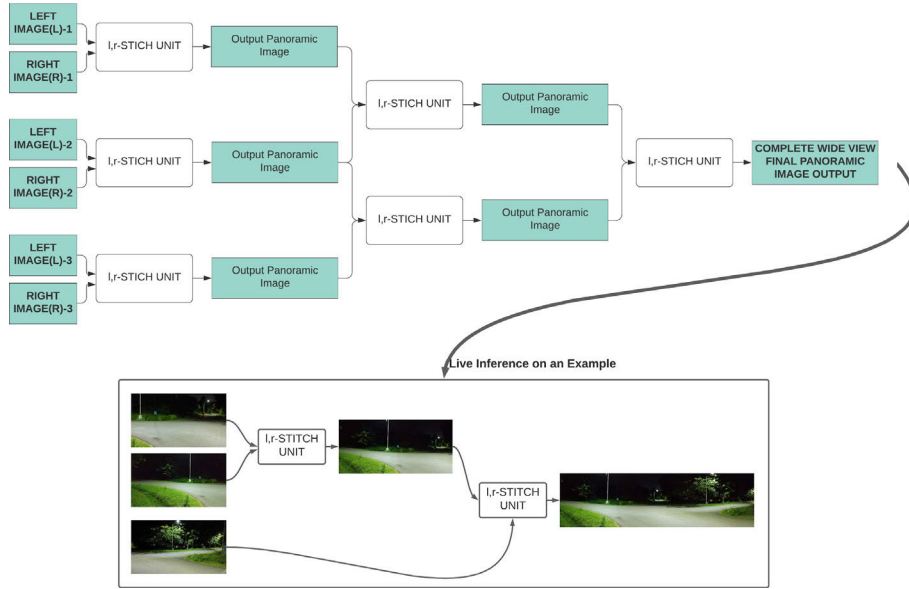 LEFT
IMAGE(L)-1
RIGHT
IMAGE(R)-1
l,r-STICH UNIT
Output Panoramic
Image
LEFT
IMAGE(L)-2
RIGHT
IMAGE(R)-2
l,r-STICH UNIT
Output Panoramic
Image
LEFT
IMAGE(L)-3
RIGHT
IMAGE(R)-3
l,r-STICH UNIT
Output Panoramic
Image
l,r-STICH UNIT
Output Panoramic
Image
l,r-STICH UNIT
Output Panoramic
Image
l,r-STICH UNIT
COMPLETE WIDE VIEW
FINAL PANORAMIC
IMAGE OUTPUT
Live Inference on an Example
l,r-STITCH
UNIT
l,r-STITCH
UNIT